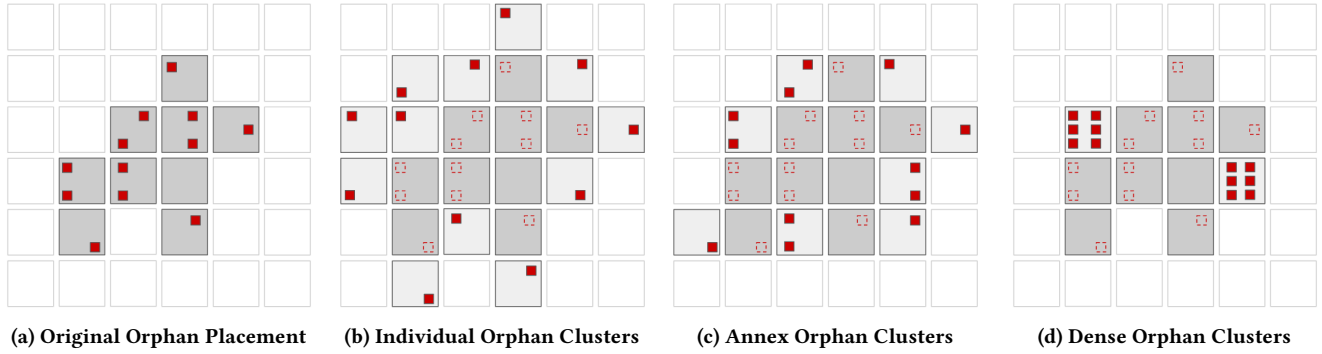 (a) Original Orphan Placement
(b) Individual Orphan Clusters
(c) Annex Orphan Clusters
(d) Dense Orphan Clusters